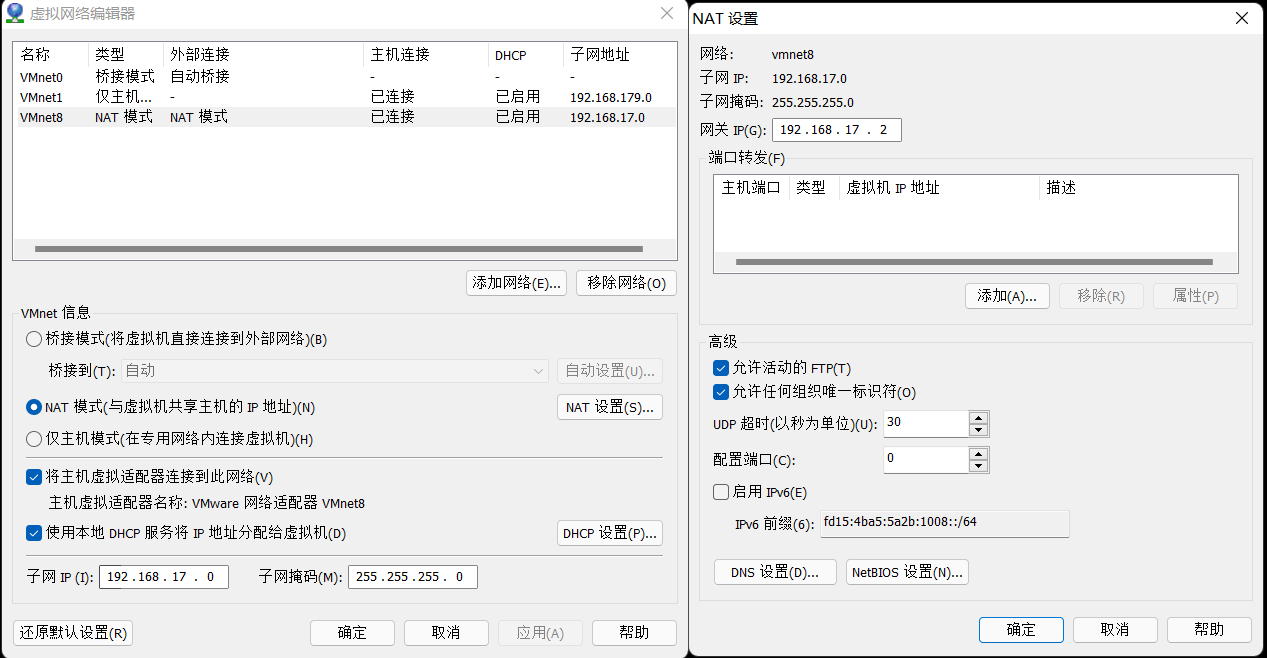 虚拟网络编辑器
名称 类型 外部连接 主机连接 DHCP 子网地址
VMnet0 桥接模式 自动桥接 - - -
VMnet1 仅主机... - 已连接 已启用 192.168.179.0
VMnet8 NAT 模式 NAT 模式 已连接 已启用 192.168.17.0
添加网络(E)... 移除网络(O)
VMnet 信息
桥接模式(将虚拟机直接连接到外部网络)(B)
桥接到(T): 自动 自动设置(U)...
NAT 模式(与虚拟机共享主机的 IP 地址)(N) NAT 设置(S)...
仅主机模式(在专用网络内连接虚拟机)(H)
将主机虚拟适配器连接到此网络(V)
主机虚拟适配器名称: VMware 网络适配器 VMnet8
使用本地 DHCP 服务将 IP 地址分配给虚拟机(D) DHCP 设置(P)...
子网 IP (I): 192.168.17.0 子网掩码(M): 255.255.255.0
还原默认设置(R) 确定 取消 应用(A) 帮助
NAT 设置
网络: vmnet8
子网 IP: 192.168.17.0
子网掩码: 255.255.255.0
网关 IP(G): 192.168.17.2
端口转发(F)
主机端口 类型 虚拟机 IP 地址 描述
添加(A)... 移除(R) 属性(P)
高级
允许活动的 FTP(T)
允许任何组织唯一标识符(O)
UDP 超时(以秒为单位)(U): 30
配置端口(C): 0
启用 IPv6(E)
IPv6 前缀(6): fd15:4ba5:5a2b:1008::/64
DNS 设置(D)... NetBIOS 设置(N)...
确定 取消 帮助